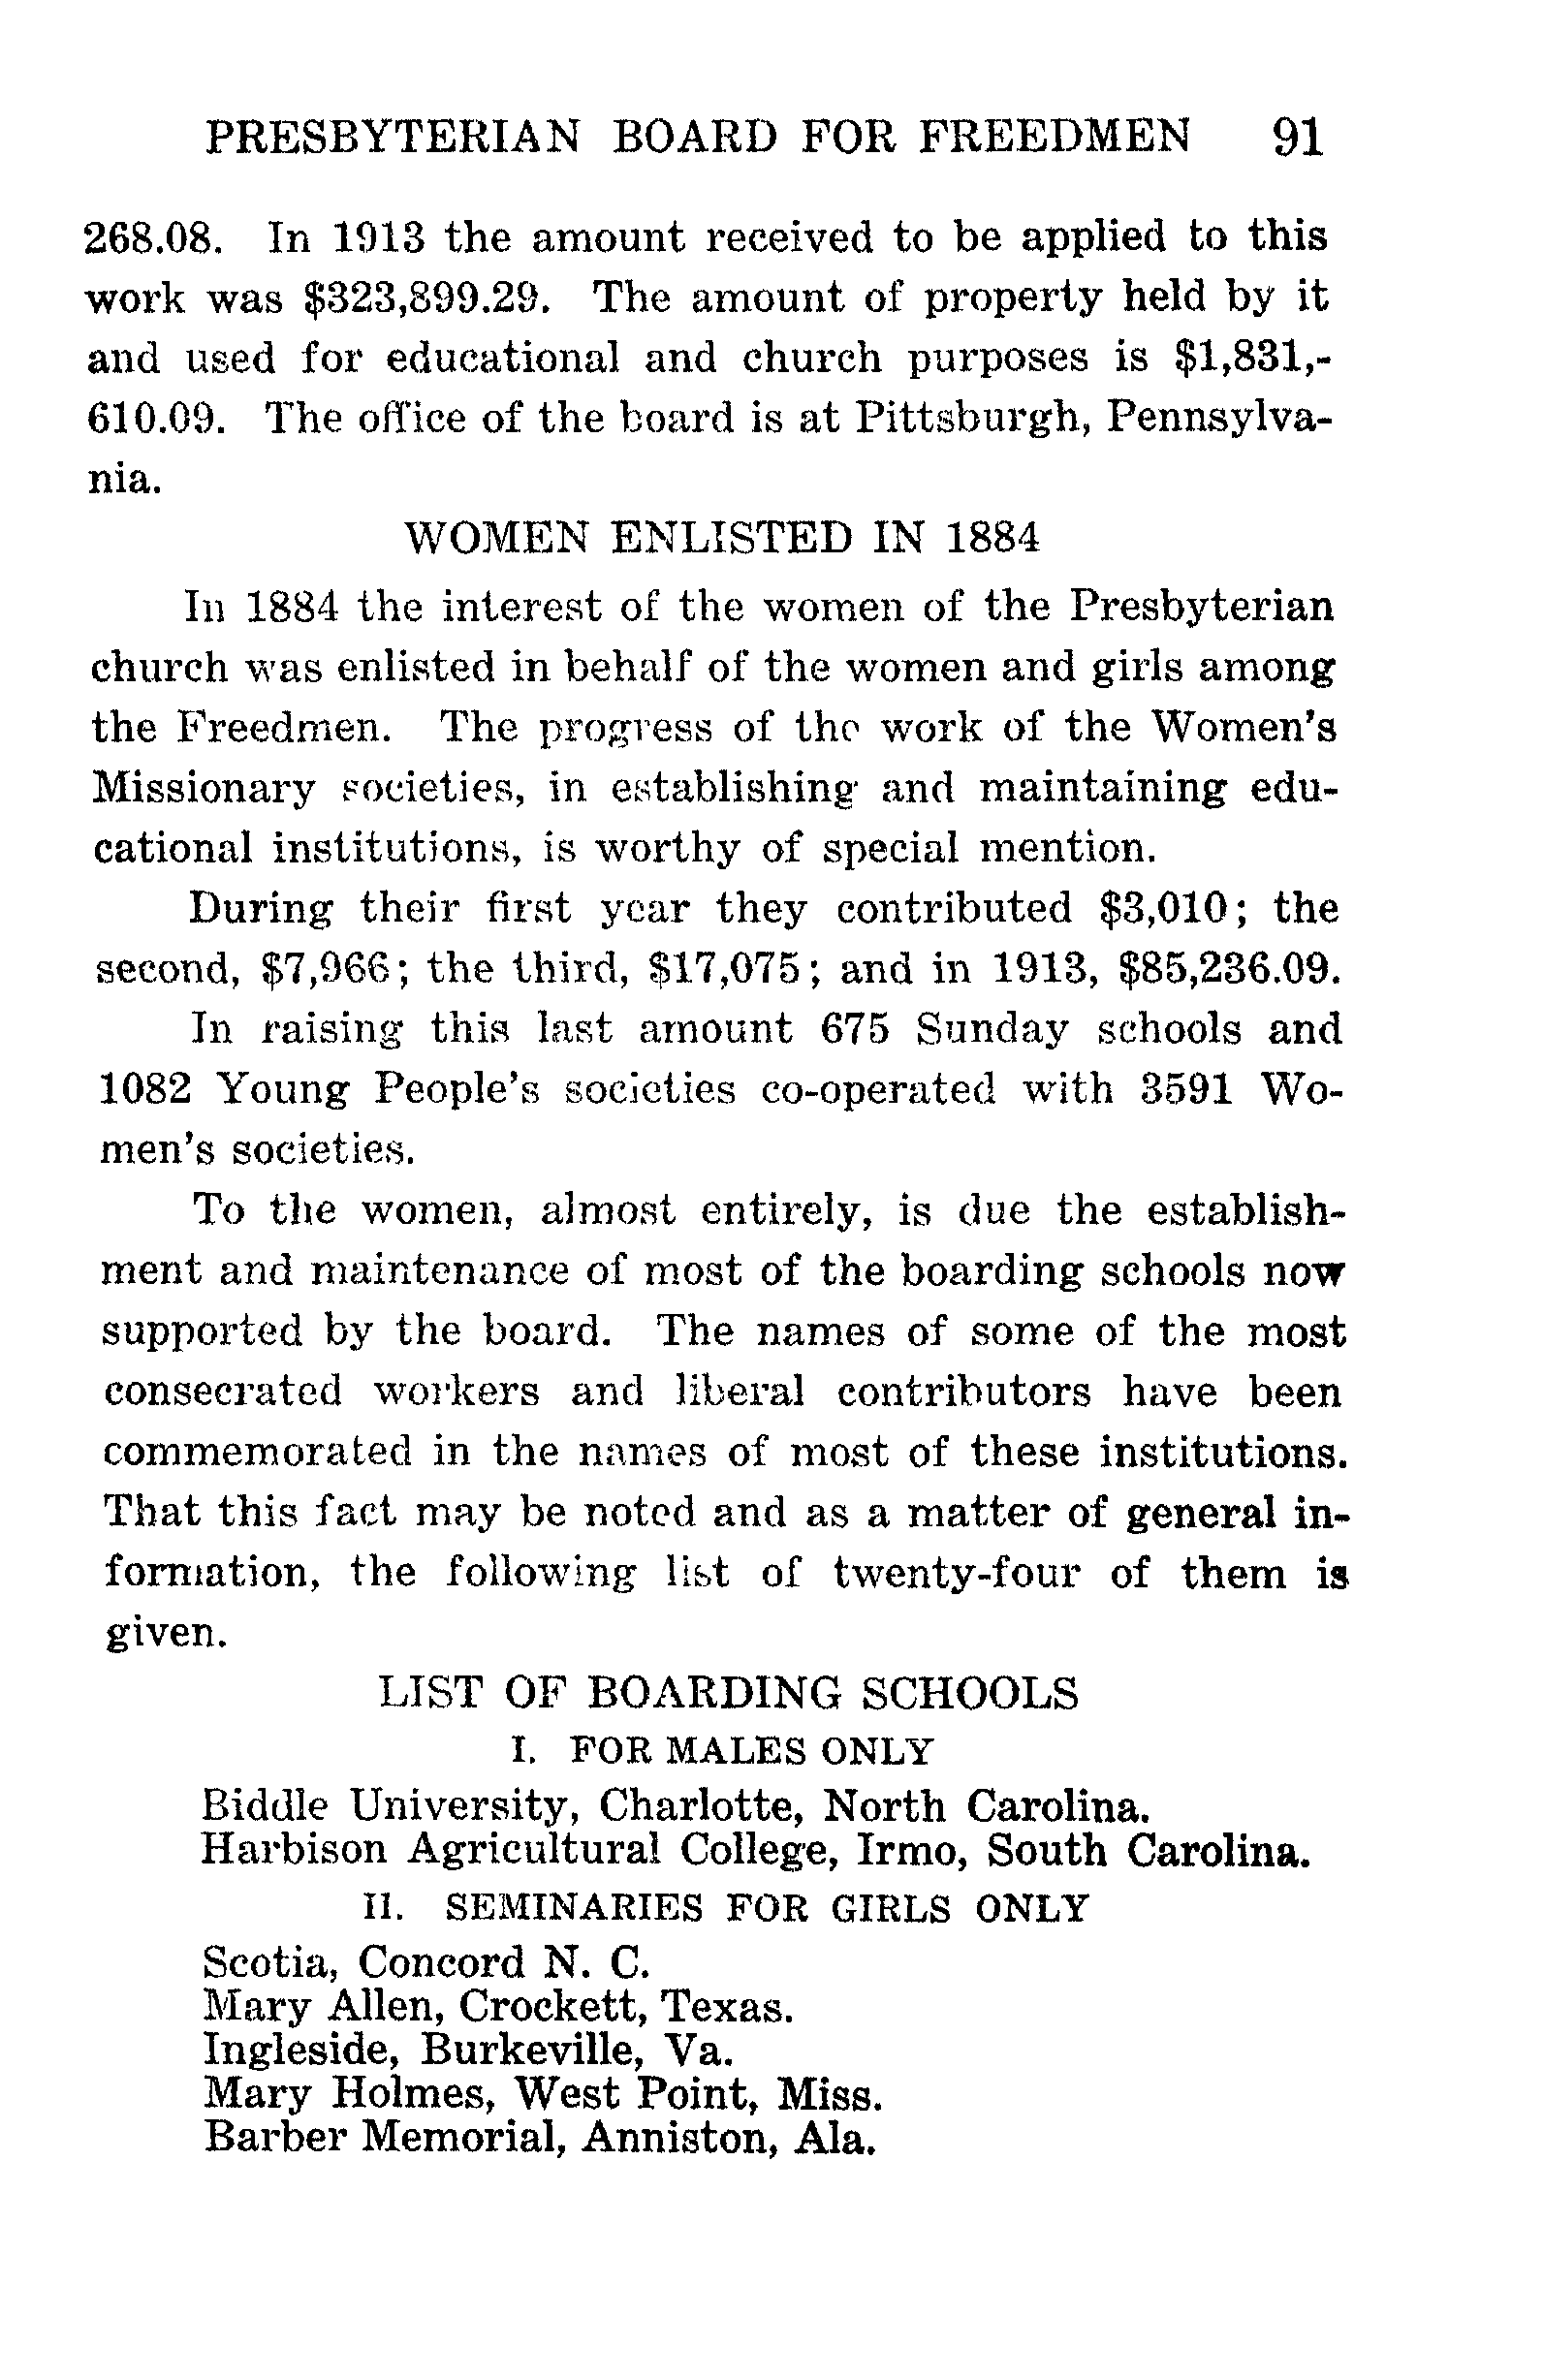 PRESBYTERIAN BOARD FOR FREEDMEN 91
268.08. In 1913 the amount received to be applied to this
work was $323,899.29. The amount of property held by it
and used for educational and church purposes is $1,831,-
610.09. The office of the board is at Pittsburgh, Pennsylva-
nia.
WOMEN ENLISTED IN 1884
In 1884 the interest of the women of the Presbyterian
church was enlisted in behalf of the women and girls among
the Freedmen. The progress of the work of the Women's
Missionary societies, in establishing and maintaining edu-
cational institutions, is worthy of special mention.
During their first year they contributed $3,010; the
second, $7,966; the third, $17,075; and in 1913, $85,236.09.
In raising this last amount 675 Sunday schools and
1082 Young People's societies co-operated with 3591 Wo-
men's societies.
To the women, almost entirely, is due the establish-
ment and maintenance of most of the boarding schools now
supported by the board. The names of some of the most
consecrated workers and liberal contributors have been
commemorated in the names of most of these institutions.
That this fact may be noted and as a matter of general in-
formation, the following list of twenty-four of them is
given.
LIST OF BOARDING SCHOOLS
I. FOR MALES ONLY
Biddle University, Charlotte, North Carolina.
Harbison Agricultural College, Irmo, South Carolina.
II. SEMINARIES FOR GIRLS ONLY
Scotia, Concord N. C.
Mary Allen, Crockett, Texas.
Ingleside, Burkeville, Va.
Mary Holmes, West Point, Miss.
Barber Memorial, Anniston, Ala.